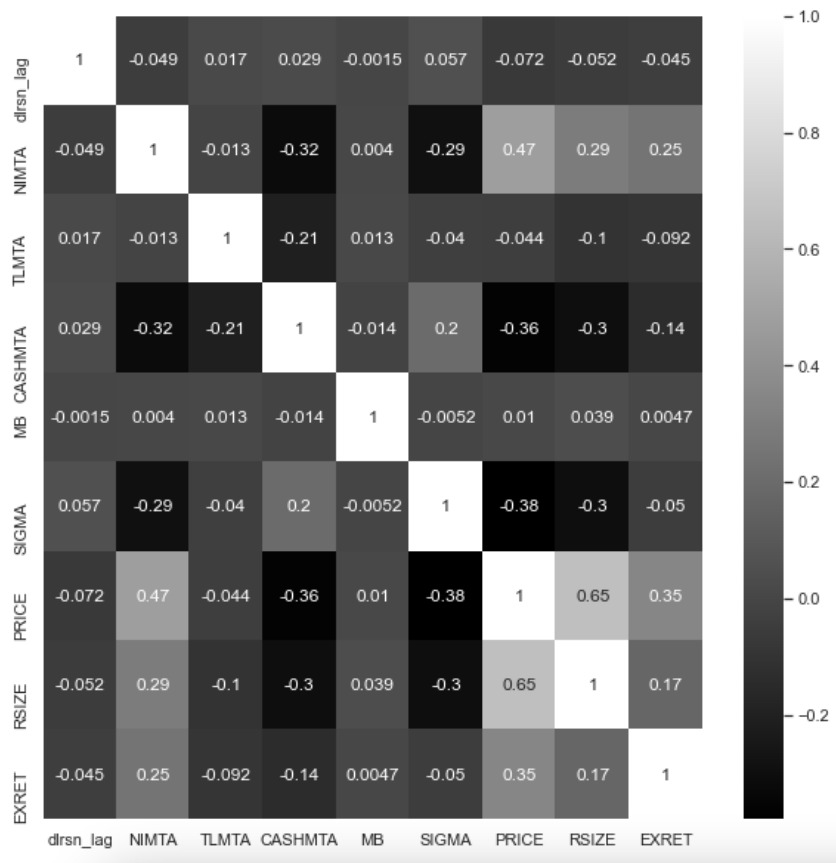 dlrsn_lag 1 -0.049 0.017 0.029 -0.0015 0.057 -0.072 -0.052 -0.045
NIMTA -0.049 1 -0.013 -0.32 0.004 -0.29 0.47 0.29 0.25
TLMTA 0.017 -0.013 1 -0.21 0.013 -0.04 -0.044 -0.1 -0.092
CASHMTA 0.029 -0.32 -0.21 1 -0.014 0.2 -0.36 -0.3 -0.14
MB -0.0015 0.004 0.013 -0.014 1 -0.0052 0.01 0.039 0.0047
SIGMA 0.057 -0.29 -0.04 0.2 -0.0052 1 -0.38 -0.3 -0.05
PRICE -0.072 0.47 -0.044 -0.36 0.01 -0.38 1 0.65 0.35
RSIZE -0.052 0.29 -0.1 -0.3 0.039 -0.3 0.65 1 0.17
EXRET -0.045 0.25 -0.092 -0.14 0.0047 -0.05 0.35 0.17 1
dlrsn_lag NIMTA TLMTA CASHMTA MB SIGMA PRICE RSIZE EXRET
1.0
0.8
0.6
0.4
0.2
0.0
−0.2